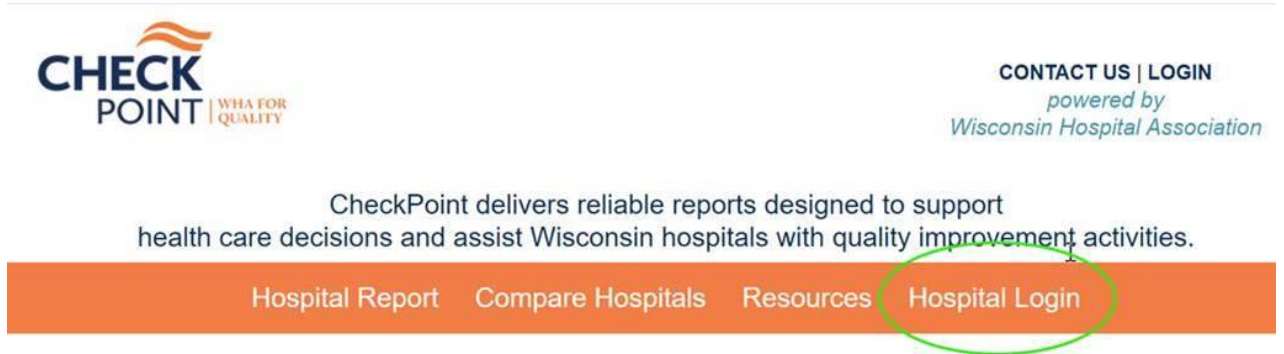 CHECK
POINT | WHA FOR
QUALITY
CONTACT US | LOGIN
powered by
Wisconsin Hospital Association
CheckPoint delivers reliable reports designed to support
health care decisions and assist Wisconsin hospitals with quality improvement activities.
Hospital Report Compare Hospitals Resources Hospital Login